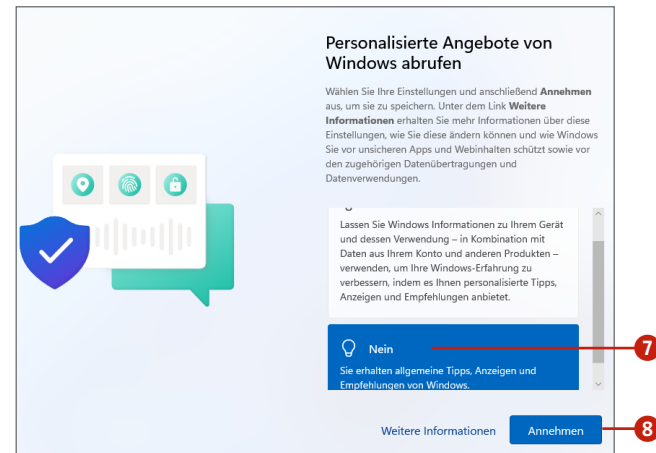 Personalisierte Angebote von
Windows abrufen
Wählen Sie Ihre Einstellungen und anschließend Annehmen
aus, um sie zu speichern. Unter dem Link Weitere
Informationen erhalten Sie mehr Informationen über diese
Einstellungen, wie Sie diese ändern können und wie Windows
Sie vor unsicheren Apps und Webinhalten schützt sowie vor
den zugehörigen Datenübertragungen und
Datenverwendungen.
Lassen Sie Windows Informationen zu Ihrem Gerät
und dessen Verwendung – in Kombination mit
Daten aus Ihrem Konto und anderen Produkten –
verwenden, um Ihre Windows-Erfahrung zu
verbessern, indem es Ihnen personalisierte Tipps,
Anzeigen und Empfehlungen anbietet.
Nein
7
Sie erhalten allgemeine Tipps, Anzeigen und
Empfehlungen von Windows.
Weitere Informationen
Annehmen
8